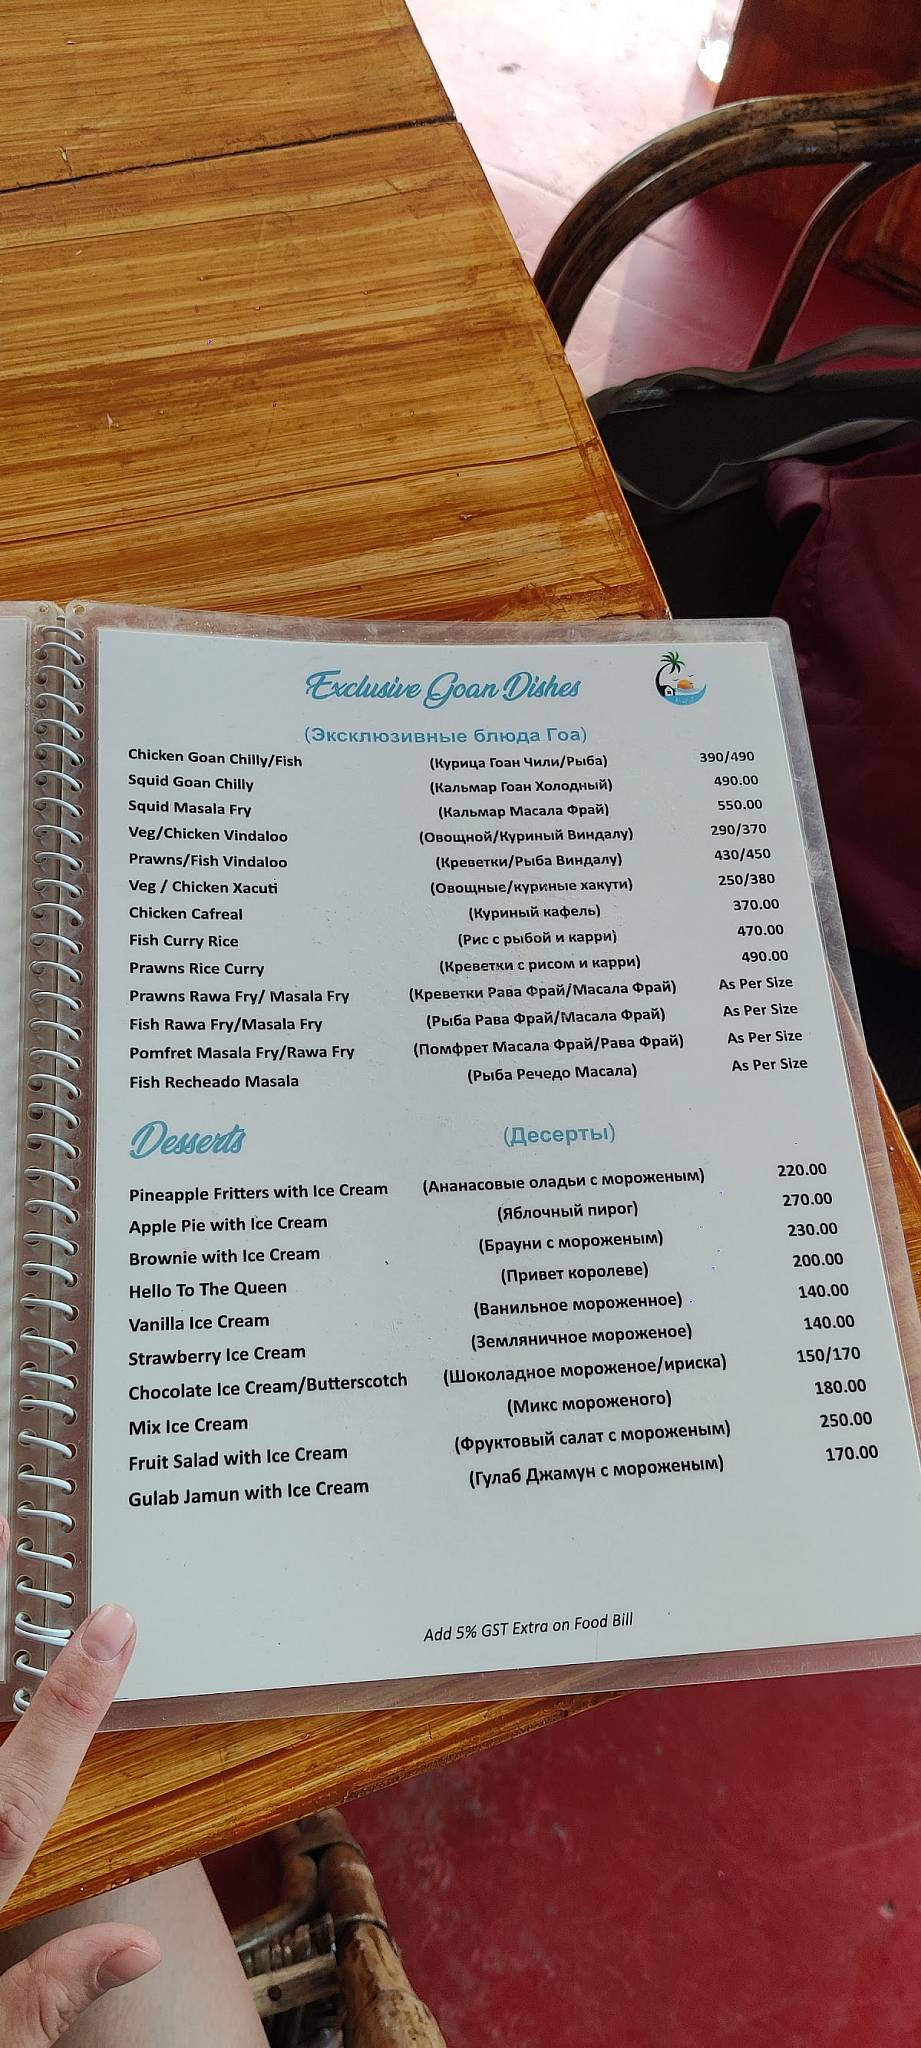 Exclusive Goan Dishes
(Эксклюзивные блюда Гоа)
Chicken Goan Chilly/Fish (Курица Гоан Чили/Рыба) 390/490
Squid Goan Chilly (Кальмар Гоан Холодный) 490.00
Squid Masala Fry (Кальмар Масала Фрай) 550.00
Veg/Chicken Vindaloo (Овощной/Куриный Виндалу) 290/370
Prawns/Fish Vindaloo (Креветки/Рыба Виндалу) 430/450
Veg / Chicken Xacuti (Овощные/куриные хакути) 250/380
Chicken Cafreal (Куриный кафель) 370.00
Fish Curry Rice (Рис с рыбой и карри) 470.00
Prawns Rice Curry (Креветки с рисом и карри) 490.00
Prawns Rawa Fry/ Masala Fry (Креветки Рава Фрай/Масала Фрай) As Per Size
Fish Rawa Fry/Masala Fry (Рыба Рава Фрай/Масала Фрай) As Per Size
Pomfret Masala Fry/Rawa Fry (Помфрет Масала Фрай/Рава Фрай) As Per Size
Fish Recheado Masala (Рыба Речедо Масала) As Per Size
Desserts (Десерты)
Pineapple Fritters with Ice Cream (Ананасовые оладьи с мороженым) 220.00
Apple Pie with Ice Cream (Яблочный пирог) 270.00
Brownie with Ice Cream (Брауни с мороженым) 230.00
Hello To The Queen (Привет королеве) 200.00
Vanilla Ice Cream (Ванильное мороженное) 140.00
Strawberry Ice Cream (Земляничное мороженое) 140.00
Chocolate Ice Cream/Butterscotch (Шоколадное мороженое/ириска) 150/170
Mix Ice Cream (Микс мороженого) 180.00
Fruit Salad with Ice Cream (Фруктовый салат с мороженым) 250.00
Gulab Jamun with Ice Cream (Гулаб Джамун с мороженым) 170.00
Add 5% GST Extra on Food Bill